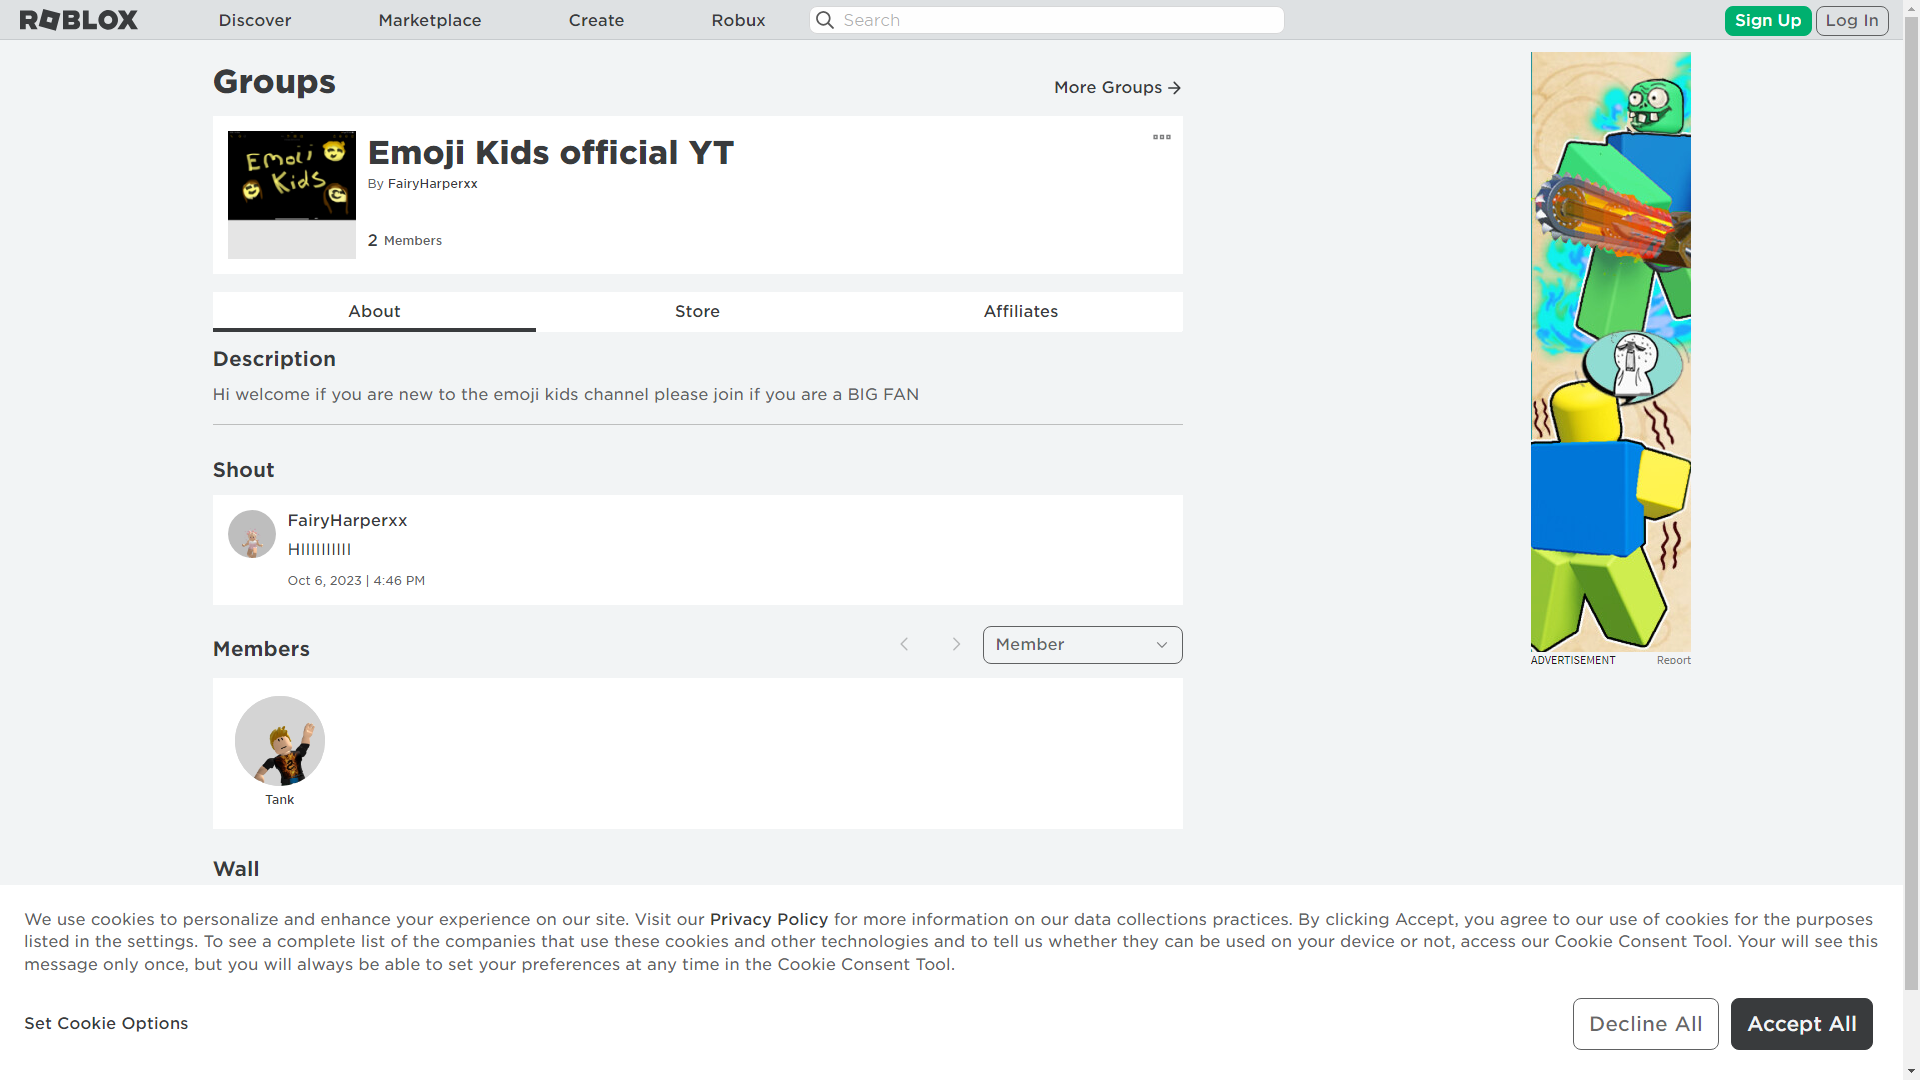 ROBLOX
Discover
Marketplace
Create
Robux
Search
Sign Up
Log In
Groups
More Groups
Emoji Kids
Emoji Kids official YT
By FairyHarperxx
2 Members
About
Store
Affiliates
Description
Hi welcome if you are new to the emoji kids channel please join if you are a BIG FAN
Shout
FairyHarperxx
HIIIIIIIIII
Oct 6, 2023 | 4:46 PM
Members
Member
Tank
Wall
ADVERTISEMENT
Report
We use cookies to personalize and enhance your experience on our site. Visit our Privacy Policy for more information on our data collections practices. By clicking Accept, you agree to our use of cookies for the purposes
listed in the settings. To see a complete list of the companies that use these cookies and other technologies and to tell us whether they can be used on your device or not, access our Cookie Consent Tool. Your will see this
message only once, but you will always be able to set your preferences at any time in the Cookie Consent Tool.
Set Cookie Options
Decline All
Accept All